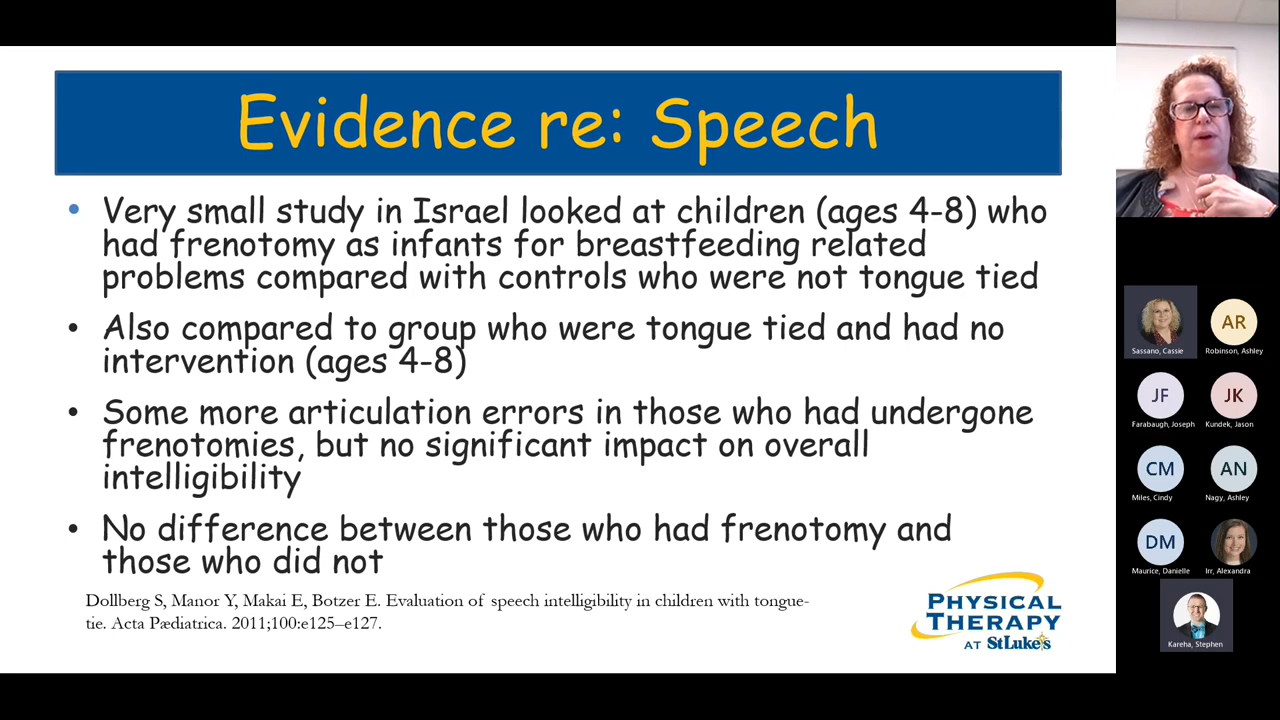 Evidence re: Speech
• Very small study in Israel looked at children (ages 4-8) who
had frenotomy as infants for breastfeeding related
problems compared with controls who were not tongue tied
• Also compared to group who were tongue tied and had no
intervention (ages 4-8)
• Some more articulation errors in those who had undergone
frenotomies, but no significant impact on overall
intelligibility
• No difference between those who had frenotomy and
those who did not
Dollberg S, Manor Y, Makai E, Botzer E. Evaluation of speech intelligibility in children with tongue-
tie. Acta Pædiatrica. 2011;100:e125–e127.
PHYSICAL
THERAPY
AT StLuke's
Sassano, Cassie
AR
Robinson, Ashley
JF
Farabaugh, Joseph
JK
Kundek, Jason
CM
Miles, Cindy
AN
Nagy, Ashley
DM
Maurice, Danielle
Irr, Alexandra
Kareha, Stephen